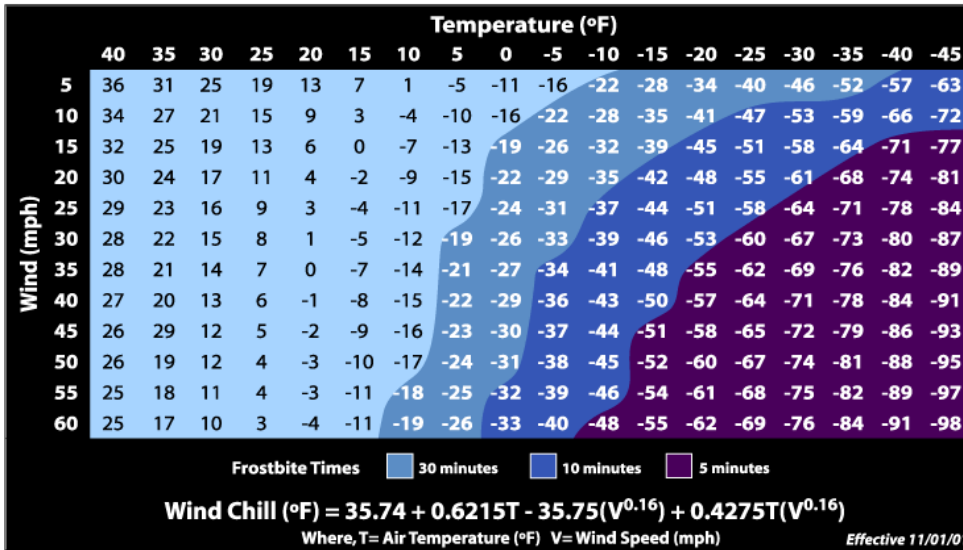 Temperature (ºF)
40 35 30 25 20 15 10 5 0 -5 -10 -15 -20 -25 -30 -35 -40 -45
Wind (mph)
5 36 31 25 19 13 7 1 -5 -11 -16 -22 -28 -34 -40 -46 -52 -57 -63
10 34 27 21 15 9 3 -4 -10 -16 -22 -28 -35 -41 -47 -53 -59 -66 -72
15 32 25 19 13 6 0 -7 -13 -19 -26 -32 -39 -45 -51 -58 -64 -71 -77
20 30 24 17 11 4 -2 -9 -15 -22 -29 -35 -42 -48 -55 -61 -68 -74 -81
25 29 23 16 9 3 -4 -11 -17 -24 -31 -37 -44 -51 -58 -64 -71 -78 -84
30 28 22 15 8 1 -5 -12 -19 -26 -33 -39 -46 -53 -60 -67 -73 -80 -87
35 28 21 14 7 0 -7 -14 -21 -27 -34 -41 -48 -55 -62 -69 -76 -82 -89
40 27 20 13 6 -1 -8 -15 -22 -29 -36 -43 -50 -57 -64 -71 -78 -84 -91
45 26 29 12 5 -2 -9 -16 -23 -30 -37 -44 -51 -58 -65 -72 -79 -86 -93
50 26 19 12 4 -3 -10 -17 -24 -31 -38 -45 -52 -60 -67 -74 -81 -88 -95
55 25 18 11 4 -3 -11 -18 -25 -32 -39 -46 -54 -61 -68 -75 -82 -89 -97
60 25 17 10 3 -4 -11 -19 -26 -33 -40 -48 -55 -62 -69 -76 -84 -91 -98
Frostbite Times 30 minutes 10 minutes 5 minutes
Wind Chill (ºF) = 35.74 + 0.6215T - 35.75(V^0.16) + 0.4275T(V^0.16)
Where, T= Air Temperature (ºF) V= Wind Speed (mph)
Effective 11/01/0